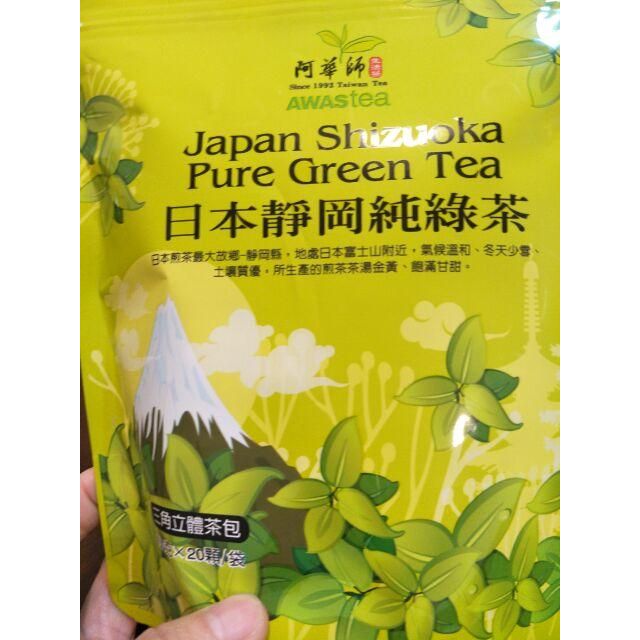 阿華師
Since 1992 Taiwan Tea
AWAStea
Japan Shizuoka
Pure Green Tea
日本靜岡純綠茶
日本煎茶最大故鄉-靜岡縣，地處日本富士山附近，氣候溫和、冬天少雪、
土壤質優，所生產的煎茶茶湯金黃、飽滿甘甜。
三角立體茶包
×20顆/袋